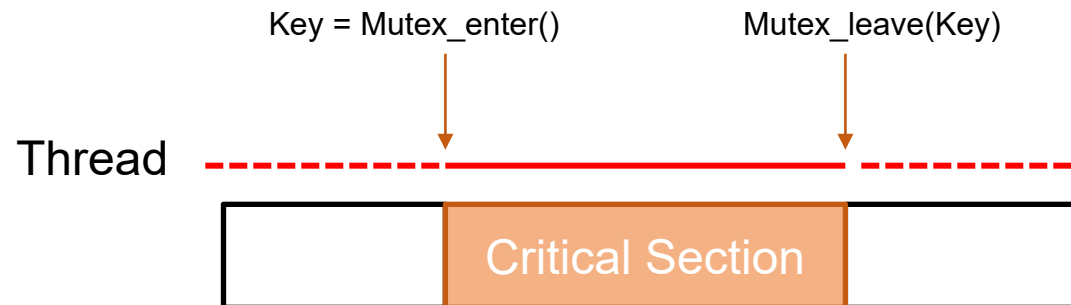 Key = Mutex_enter()
Mutex_leave(Key)
Thread
Critical Section